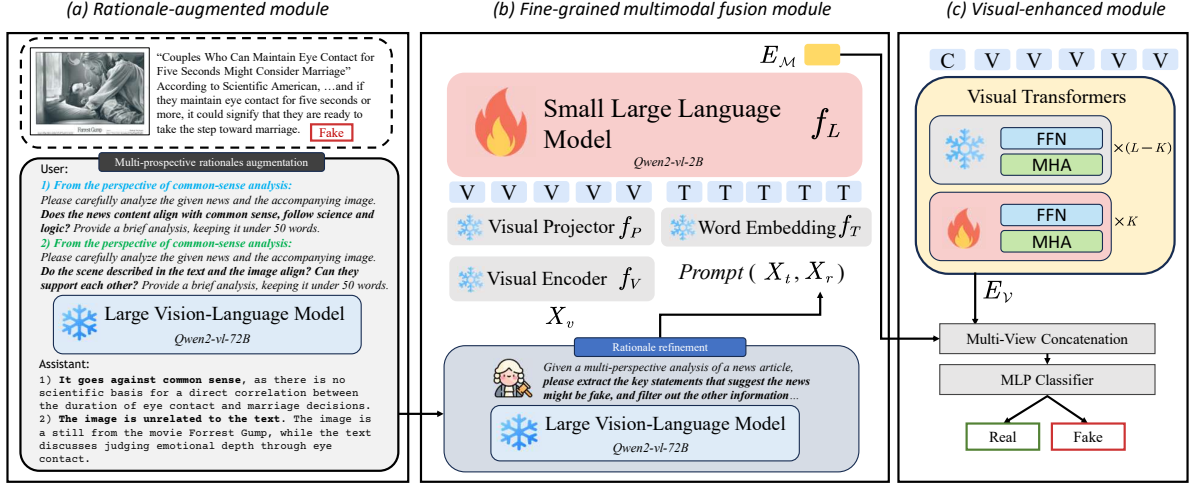 (a) Rationale-augmented module
“Couples Who Can Maintain Eye Contact for
Five Seconds Might Consider Marriage”
According to Scientific American, …and if
they maintain eye contact for five seconds or
more, it could signify that they are ready to
take the step toward marriage.
Fake
Forrest Gump
Multi-prospective rationales augmentation
User:
1) From the perspective of common-sense analysis:
Please carefully analyze the given news and the accompanying image.
Does the news content align with common sense, follow science and
logic? Provide a brief analysis, keeping it under 50 words.
2) From the perspective of common-sense analysis:
Please carefully analyze the given news and the accompanying image.
Do the scene described in the text and the image align? Can they
support each other? Provide a brief analysis, keeping it under 50 words.
Large Vision-Language Model
Qwen2-vl-72B
Assistant:
1) It goes against common sense, as there is no
scientific basis for a direct correlation between
the duration of eye contact and marriage decisions.
2) The image is unrelated to the text. The image is
a still from the movie Forrest Gump, while the text
discusses judging emotional depth through eye
contact.
(b) Fine-grained multimodal fusion module
E_M
Small Large Language
Model f_L
Qwen2-vl-2B
V V V V V T T T T T
Visual Projector f_P
Word Embedding f_T
Visual Encoder f_V
Prompt ( X_t , X_r )
X_v
Rationale refinement
Given a multi-perspective analysis of a news article,
please extract the key statements that suggest the news
might be fake, and filter out the other information…
Large Vision-Language Model
Qwen2-vl-72B
(c) Visual-enhanced module
C V V V V V
Visual Transformers
FFN
MHA
×(L − K)
FFN
MHA
×K
E_V
Multi-View Concatenation
MLP Classifier
Real
Fake